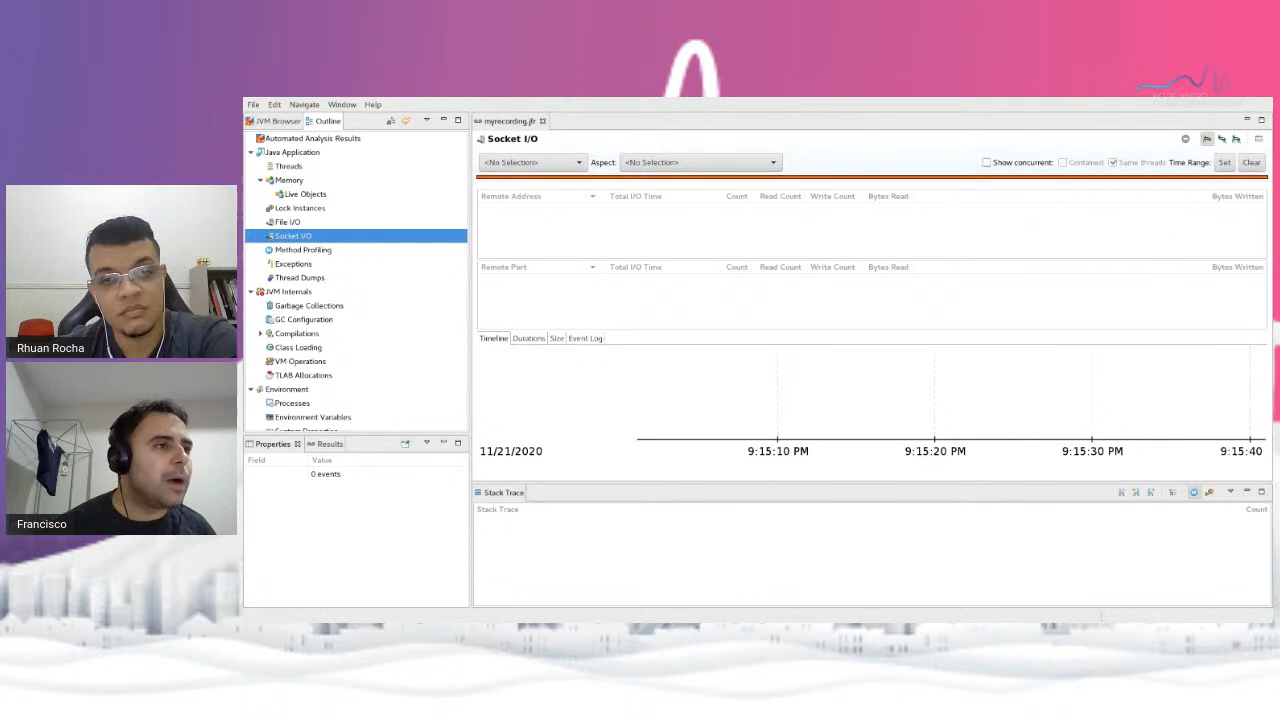 File Edit Navigate Window Help
JVM Browser Outline
Automated Analysis Results
Java Application
Threads
Memory
Live Objects
Lock Instances
File I/O
Socket I/O
Method Profiling
Exceptions
Thread Dumps
JVM Internals
Garbage Collections
GC Configuration
Compilations
Class Loading
VM Operations
TLAB Allocations
Environment
Processes
Environment Variables
Properties Results
Field Value
0 events
myrecording.jfr
Socket I/O
<No Selection> Aspect: <No Selection> Show concurrent: Contained Same threads Time Range: Set Clear
Remote Address Total I/O Time Count Read Count Write Count Bytes Read Bytes Written
Remote Port Total I/O Time Count Read Count Write Count Bytes Read Bytes Written
Timeline Durations Size Event Log
11/21/2020 9:15:10 PM 9:15:20 PM 9:15:30 PM 9:15:40
Stack Trace
Stack Trace Count
Rhuan Rocha
Francisco